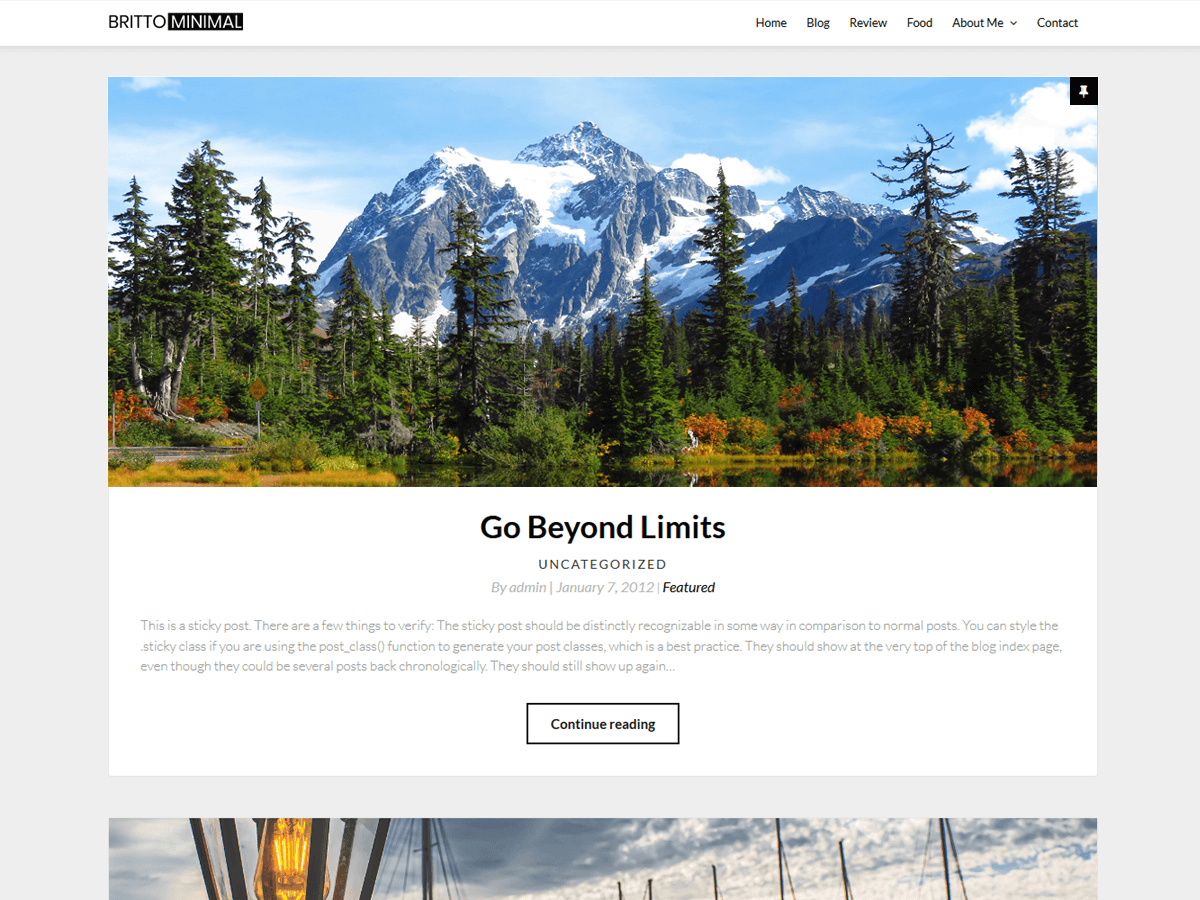 BRITTO MINIMAL
Home Blog Review Food About Me Contact
Go Beyond Limits
UNCATEGORIZED
By admin | January 7, 2012 | Featured
This is a sticky post. There are a few things to verify: The sticky post should be distinctly recognizable in some way in comparison to normal posts. You can style the
.sticky class if you are using the post_class() function to generate your post classes, which is a best practice. They should show at the very top of the blog index page,
even though they could be several posts back chronologically. They should still show up again...
Continue reading